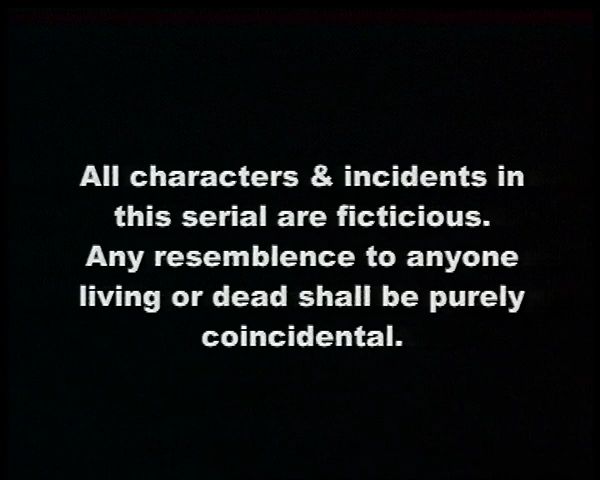 All characters & incidents in
this serial are ficticious.
Any resemblence to anyone
living or dead shall be purely
coincidental.